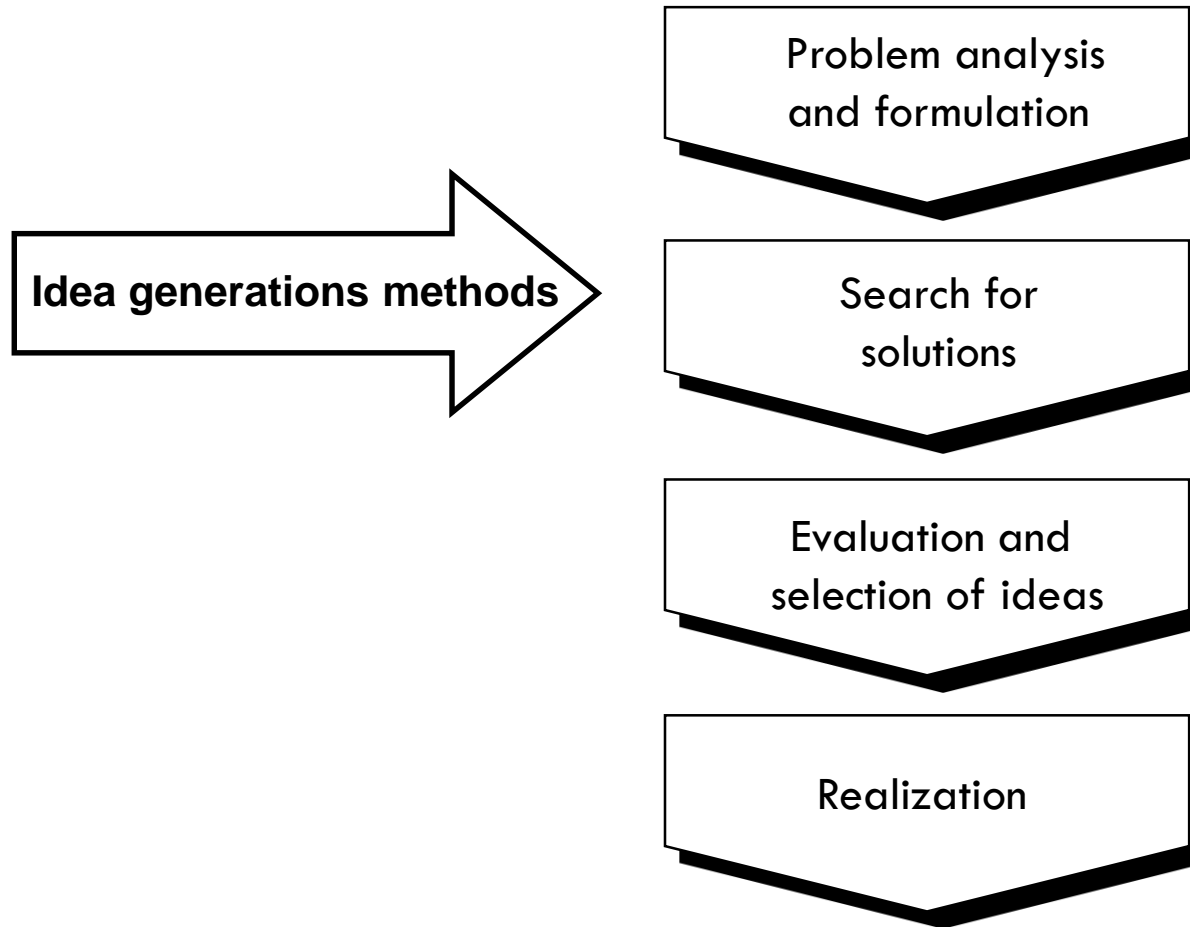 Problem analysis
and formulation
Idea generations methods
Search for
solutions
Evaluation and
selection of ideas
Realization